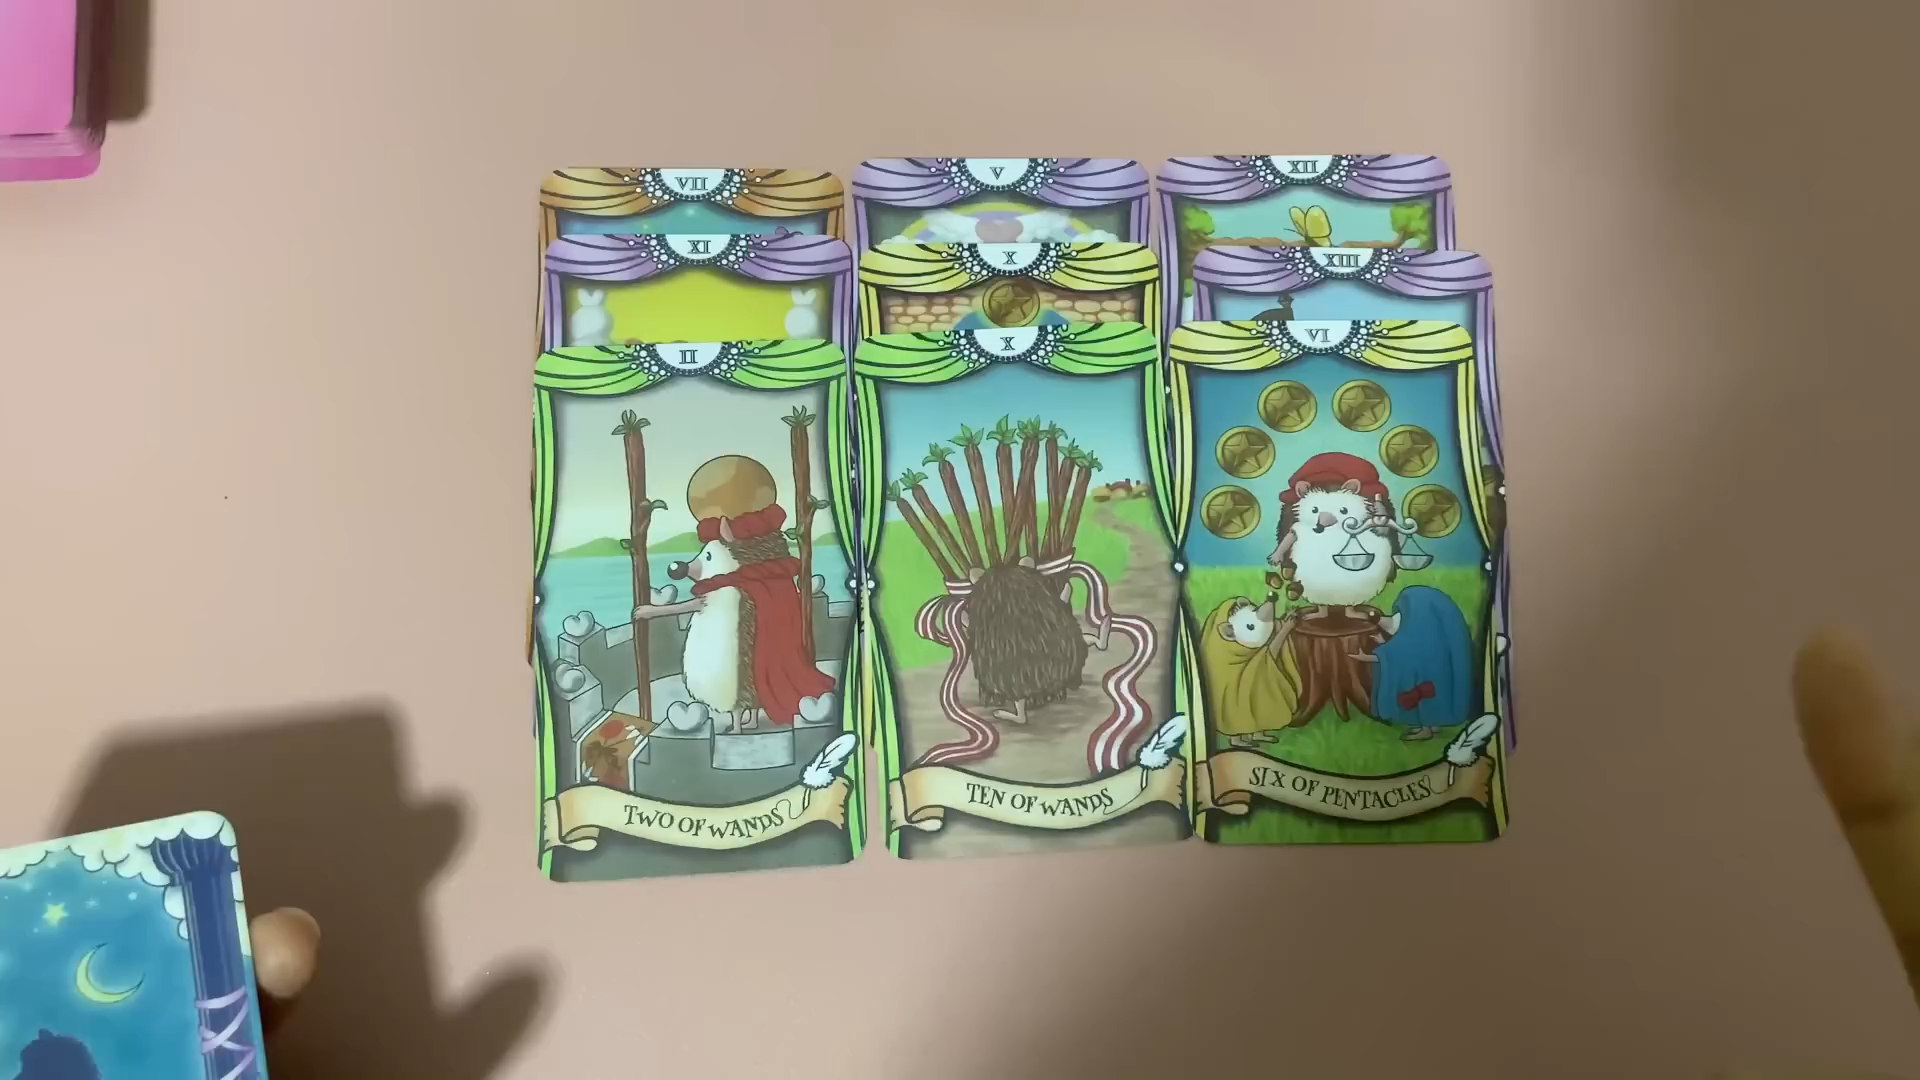 VII
V
XII
XI
X
XIII
II
X
VI
TWO OF WANDS
TEN OF WANDS
SIX OF PENTACLES